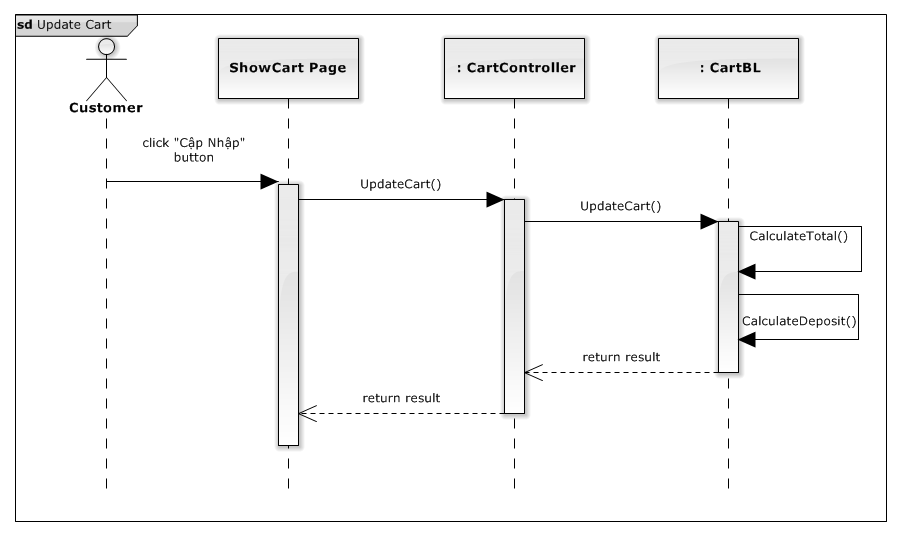 sd Update Cart
ShowCart Page
: CartController
: CartBL
Customer
click "Cập Nhập"
button
UpdateCart()
UpdateCart()
CalculateTotal()
CalculateDeposit()
return result
return result